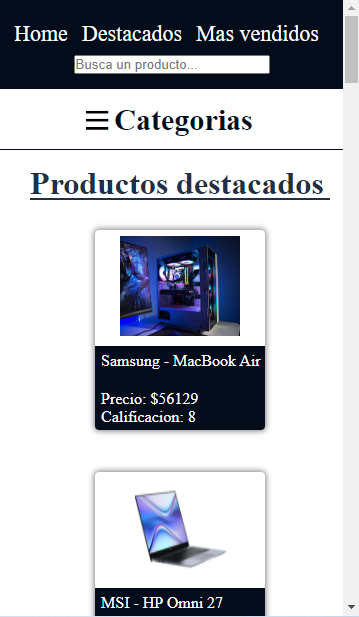 Home Destacados Mas vendidos
Busca un producto...
☰ Categorias
Productos destacados
Samsung - MacBook Air
Precio: $56129
Calificacion: 8
MSI - HP Omni 27